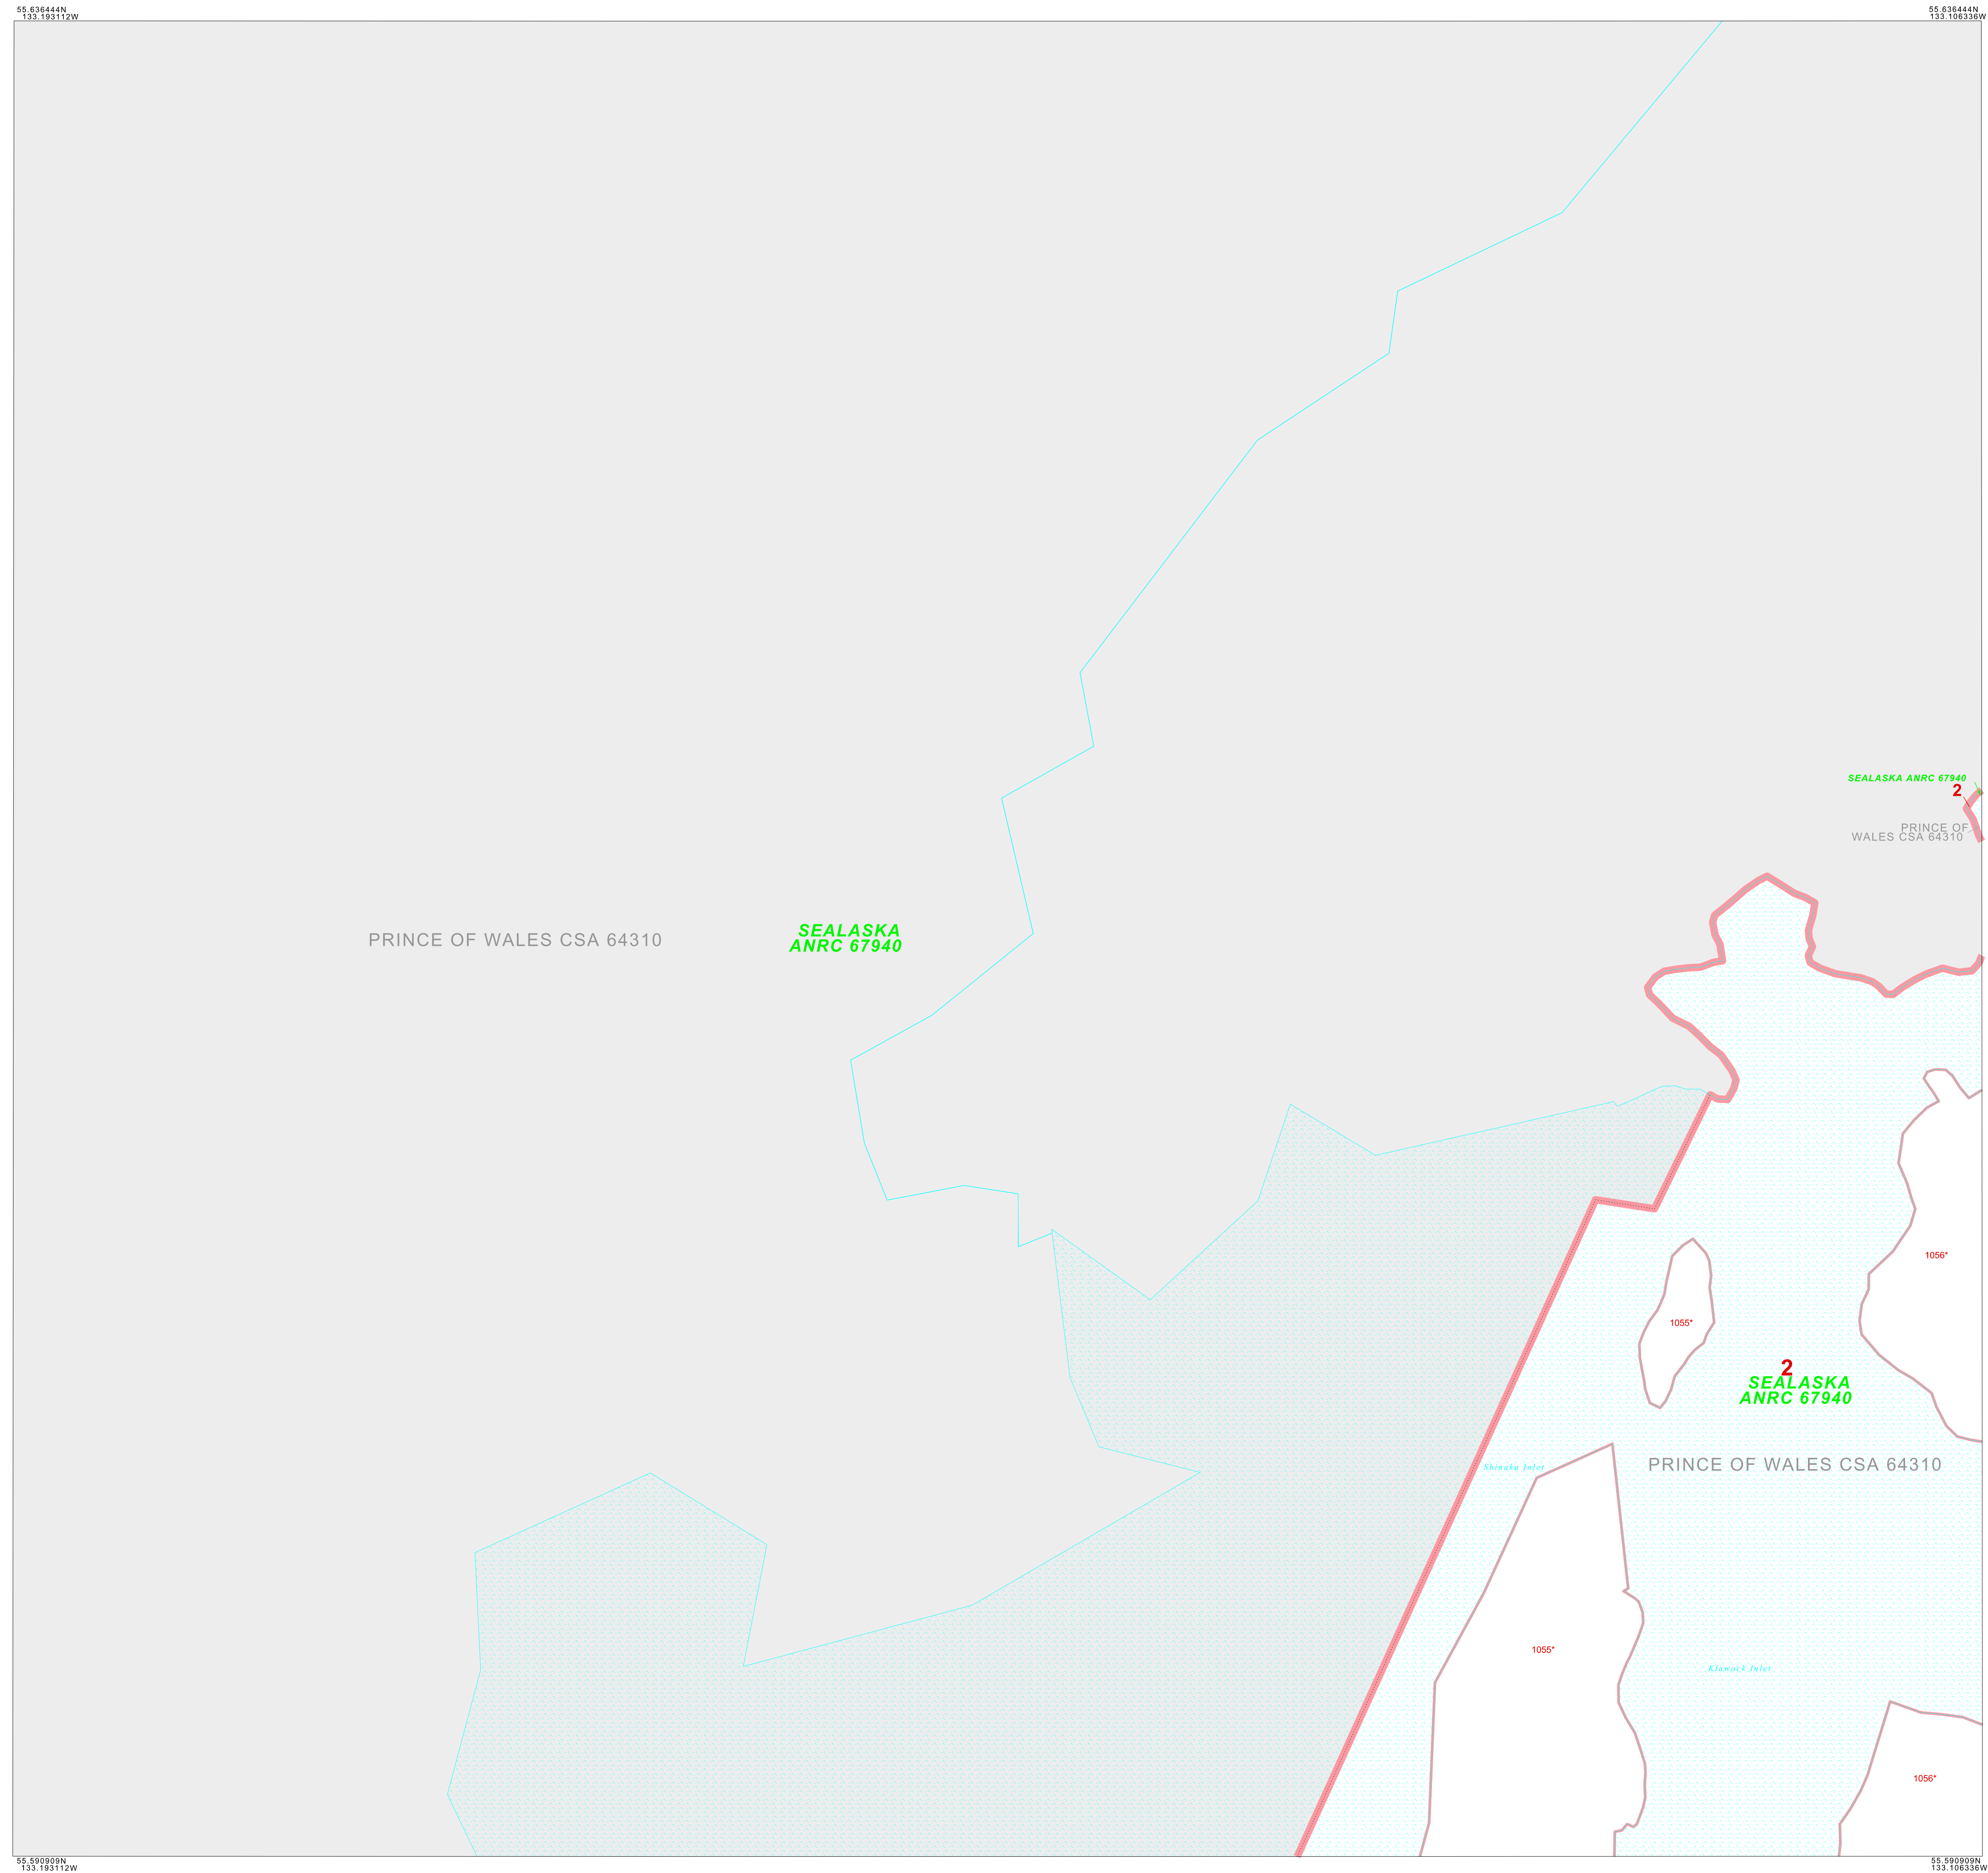 55.636444N
133.193112W
55.636444N
133.106336W
SEALASKA ANRC 67940
2
PRINCE OF
WALES CSA 64310
PRINCE OF WALES CSA 64310
SEALASKA
ANRC 67940
1056*
1055*
2
SEALASKA
ANRC 67940
PRINCE OF WALES CSA 64310
Shinaku Inlet
1055*
Klawock Inlet
1056*
55.590909N
133.193112W
55.590909N
133.106336W